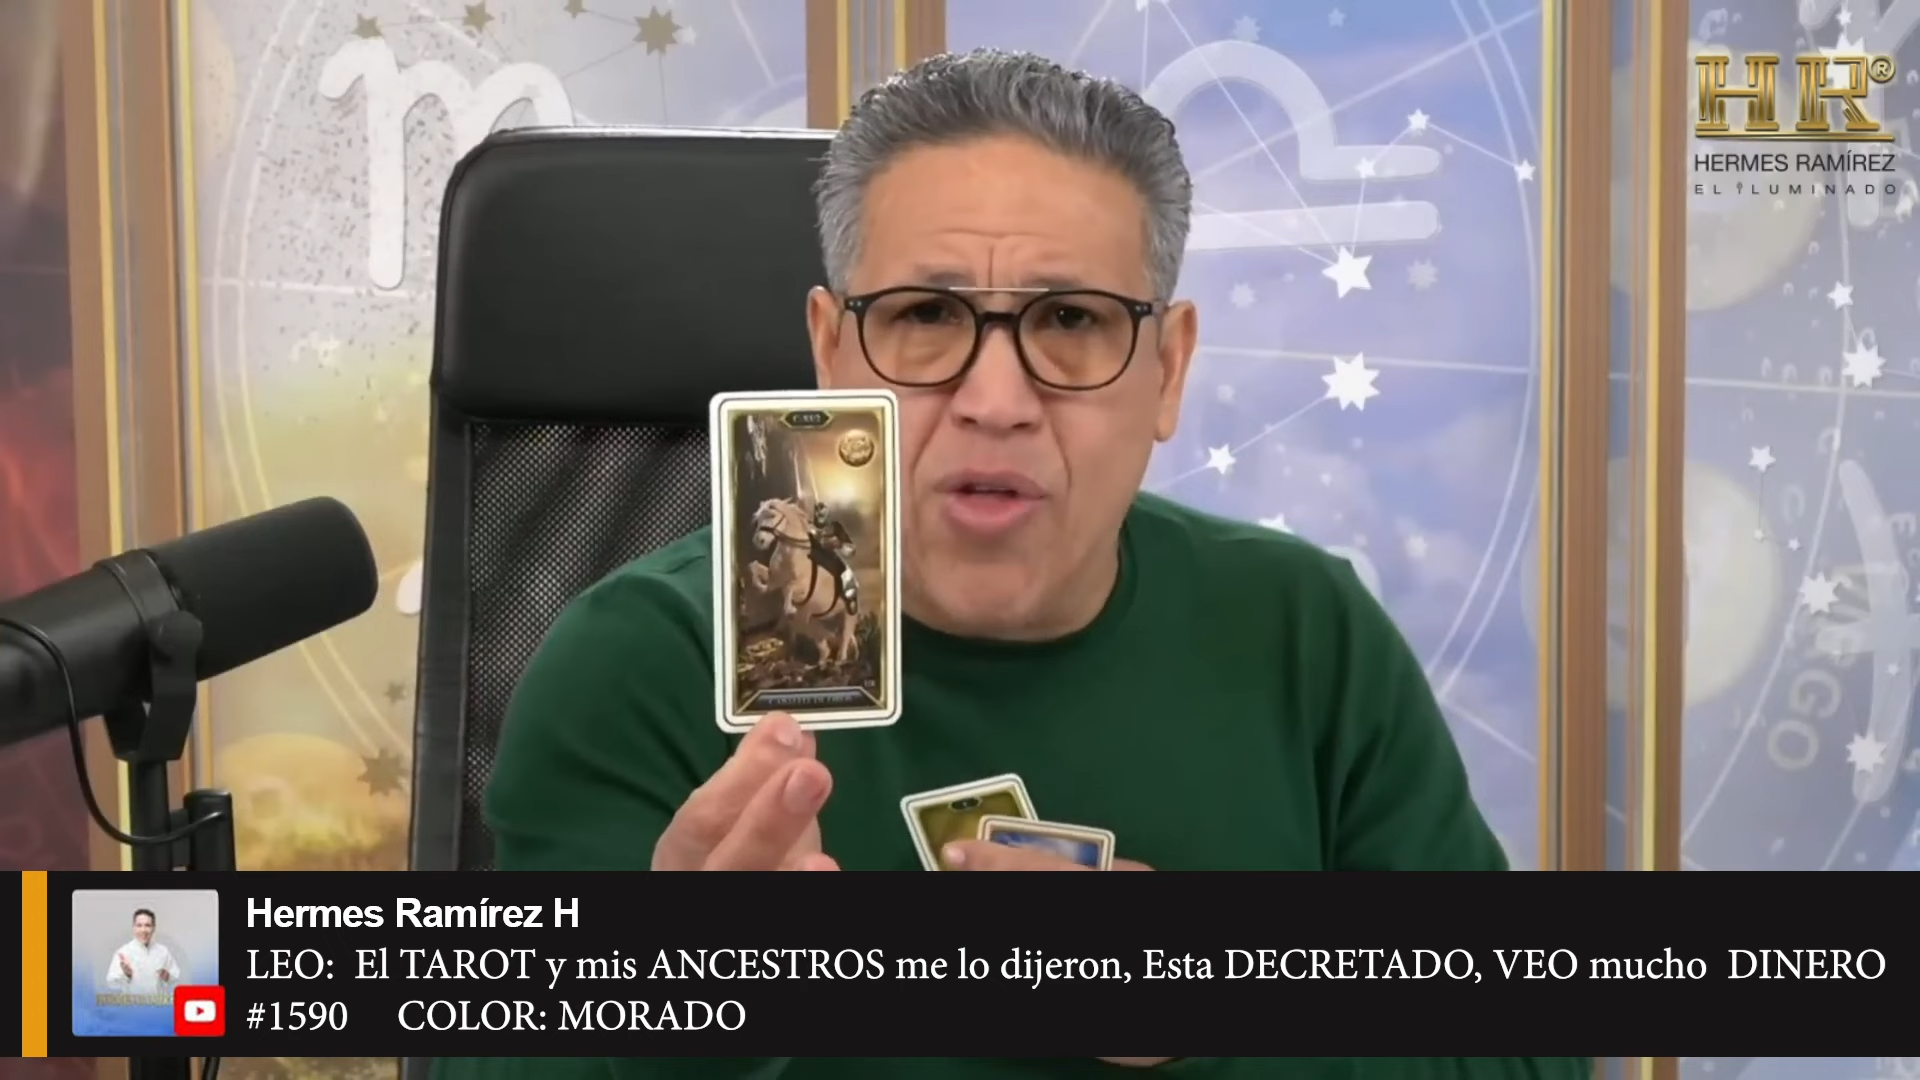 HR®
HERMES RAMÍREZ
EL ILUMINADO
Hermes Ramírez H
LEO: El TAROT y mis ANCESTROS me lo dijeron, Esta DECRETADO, VEO mucho DINERO
#1590 COLOR: MORADO